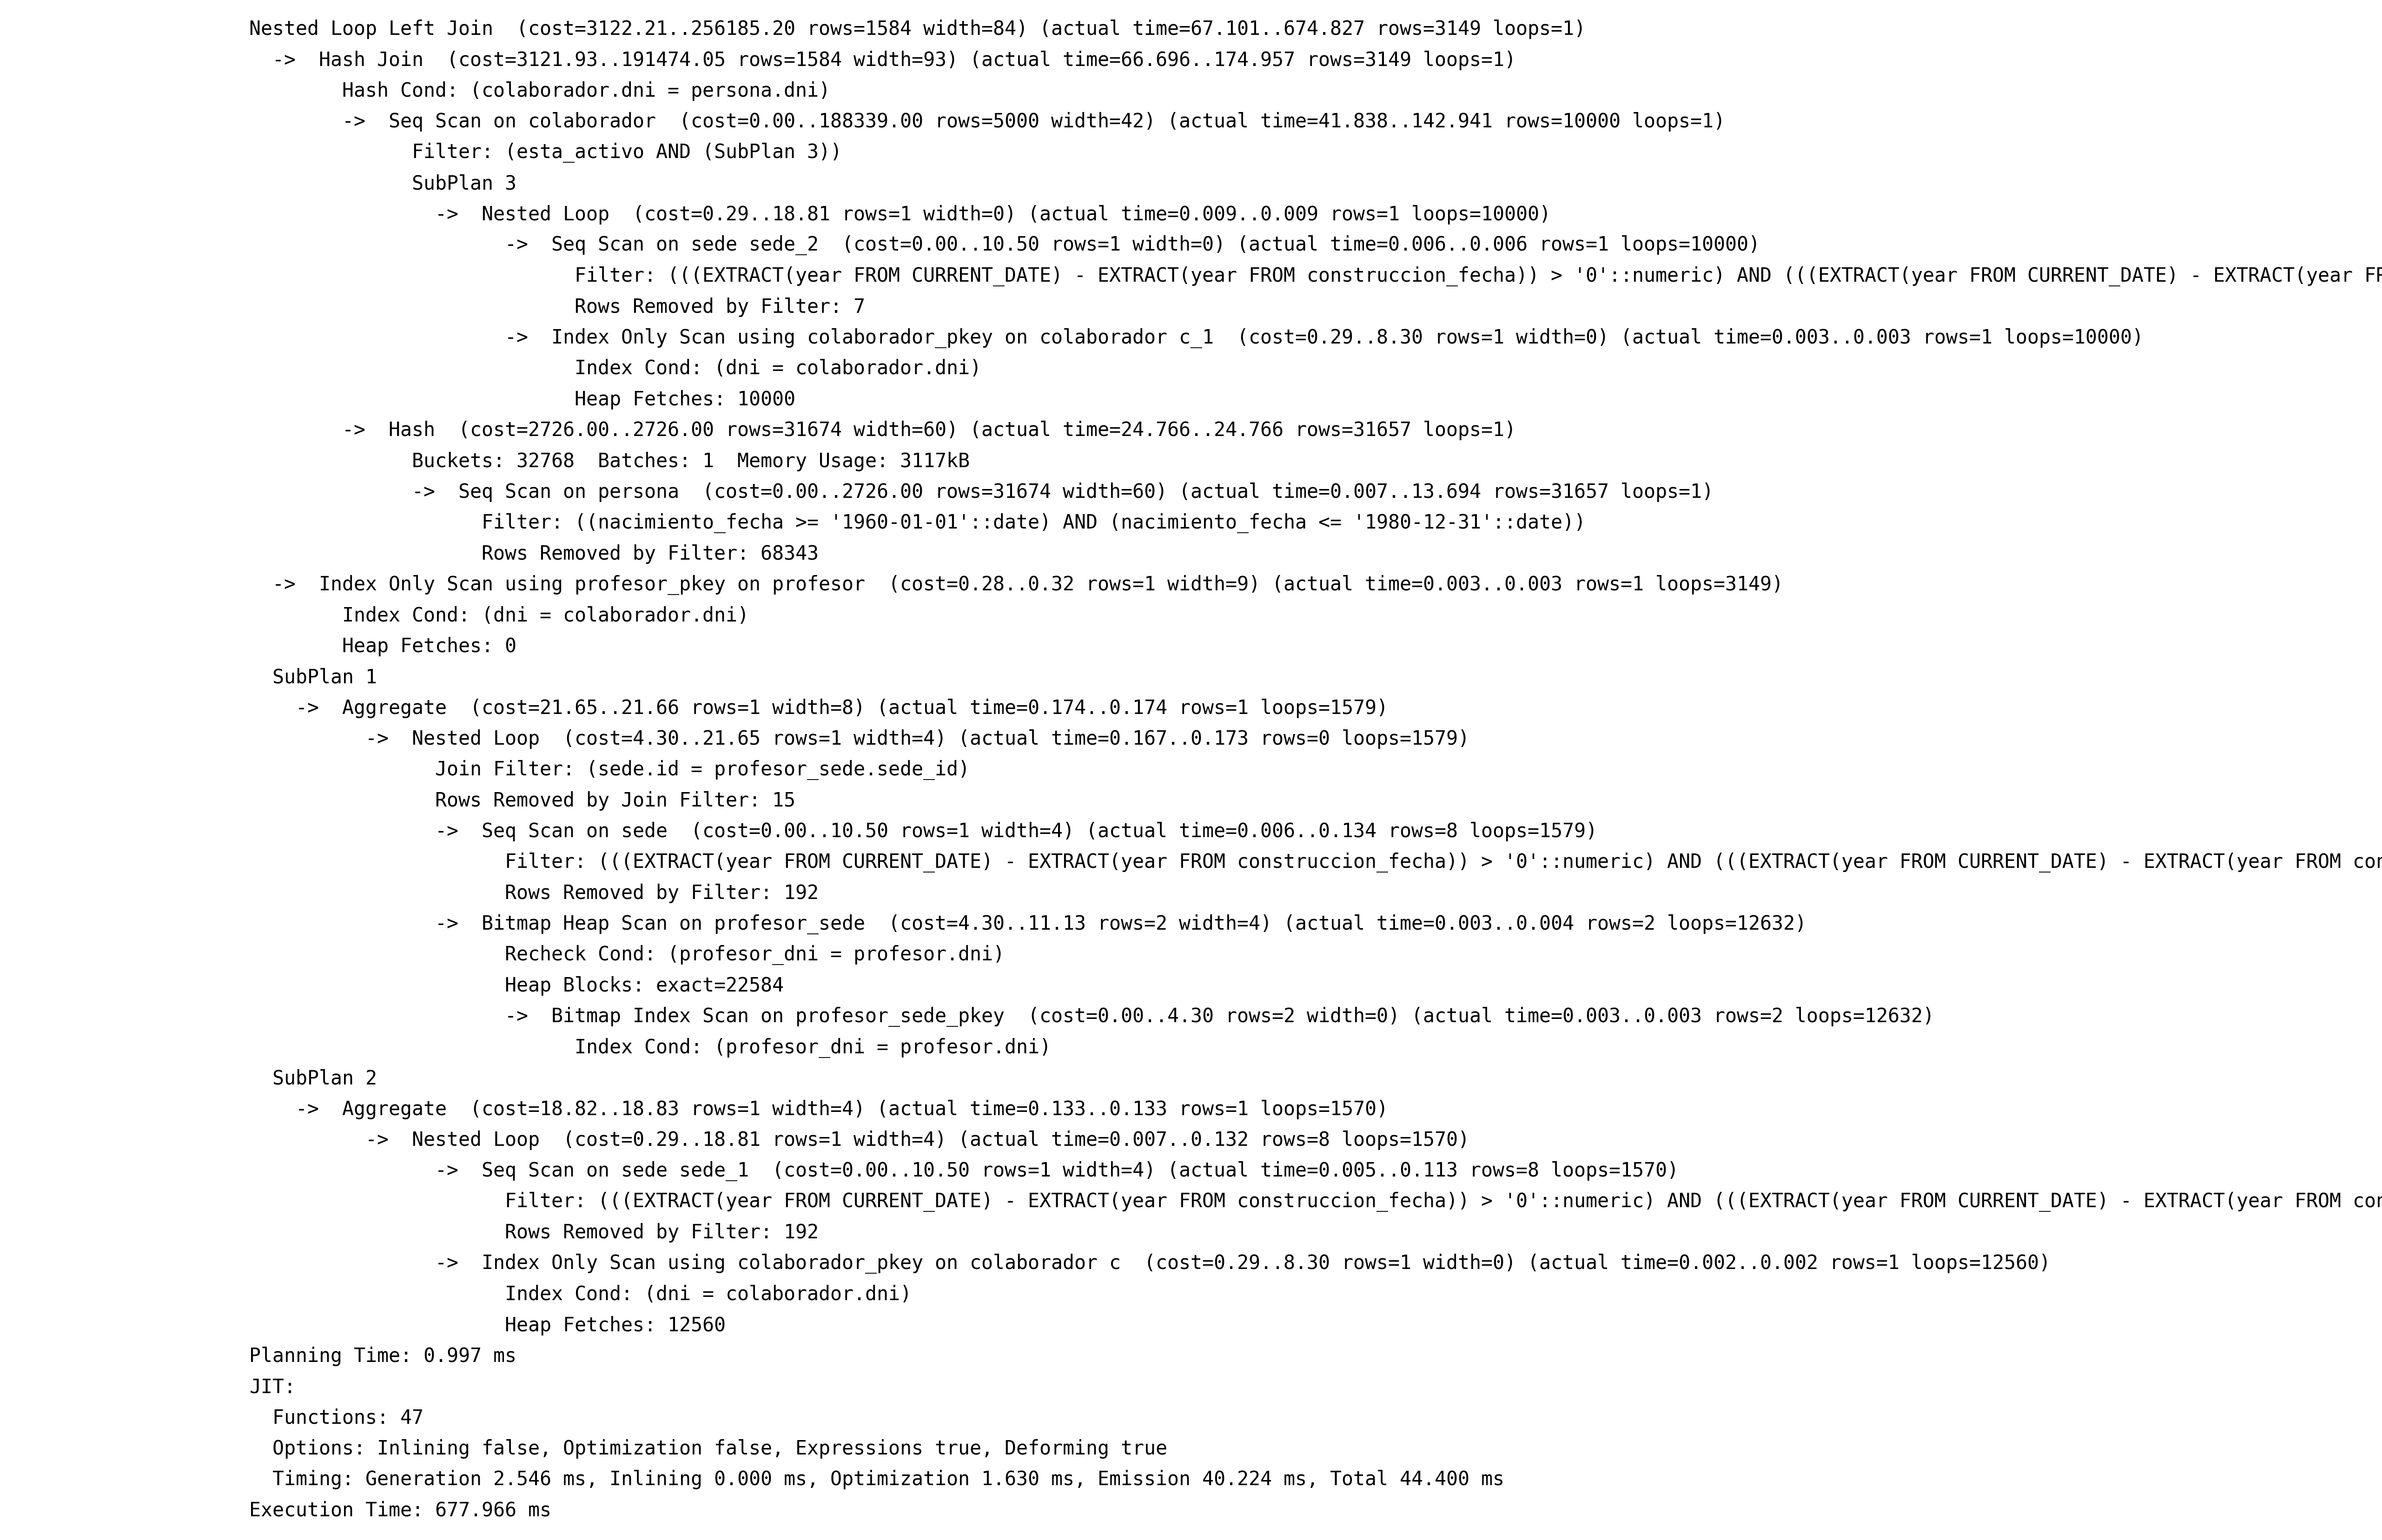 Nested Loop Left Join  (cost=3122.21..256185.20 rows=1584 width=84) (actual time=67.101..674.827 rows=3149 loops=1)
  ->  Hash Join  (cost=3121.93..191474.05 rows=1584 width=93) (actual time=66.696..174.957 rows=3149 loops=1)
        Hash Cond: (colaborador.dni = persona.dni)
        ->  Seq Scan on colaborador  (cost=0.00..188339.00 rows=5000 width=42) (actual time=41.838..142.941 rows=10000 loops=1)
              Filter: (esta_activo AND (SubPlan 3))
              SubPlan 3
                ->  Nested Loop  (cost=0.29..18.81 rows=1 width=0) (actual time=0.009..0.009 rows=1 loops=10000)
                      ->  Seq Scan on sede sede_2  (cost=0.00..10.50 rows=1 width=0) (actual time=0.006..0.006 rows=1 loops=10000)
                            Filter: (((EXTRACT(year FROM CURRENT_DATE) - EXTRACT(year FROM construccion_fecha)) > '0'::numeric) AND (((EXTRACT(year FROM CURRENT_DATE) - EXTRACT(year
                            Rows Removed by Filter: 7
                      ->  Index Only Scan using colaborador_pkey on colaborador c_1  (cost=0.29..8.30 rows=1 width=0) (actual time=0.003..0.003 rows=1 loops=10000)
                            Index Cond: (dni = colaborador.dni)
                            Heap Fetches: 10000
        ->  Hash  (cost=2726.00..2726.00 rows=31674 width=60) (actual time=24.766..24.766 rows=31657 loops=1)
              Buckets: 32768  Batches: 1  Memory Usage: 3117kB
              ->  Seq Scan on persona  (cost=0.00..2726.00 rows=31674 width=60) (actual time=0.007..13.694 rows=31657 loops=1)
                    Filter: ((nacimiento_fecha >= '1960-01-01'::date) AND (nacimiento_fecha <= '1980-12-31'::date))
                    Rows Removed by Filter: 68343
  ->  Index Only Scan using profesor_pkey on profesor  (cost=0.28..0.32 rows=1 width=9) (actual time=0.003..0.003 rows=1 loops=3149)
        Index Cond: (dni = colaborador.dni)
        Heap Fetches: 0
  SubPlan 1
    ->  Aggregate  (cost=21.65..21.66 rows=1 width=8) (actual time=0.174..0.174 rows=1 loops=1579)
          ->  Nested Loop  (cost=4.30..21.65 rows=1 width=4) (actual time=0.167..0.173 rows=0 loops=1579)
                Join Filter: (sede.id = profesor_sede.sede_id)
                Rows Removed by Join Filter: 15
                ->  Seq Scan on sede  (cost=0.00..10.50 rows=1 width=4) (actual time=0.006..0.134 rows=8 loops=1579)
                      Filter: (((EXTRACT(year FROM CURRENT_DATE) - EXTRACT(year FROM construccion_fecha)) > '0'::numeric) AND (((EXTRACT(year FROM CURRENT_DATE) - EXTRACT(year FROM
                      Rows Removed by Filter: 192
                ->  Bitmap Heap Scan on profesor_sede  (cost=4.30..11.13 rows=2 width=4) (actual time=0.003..0.004 rows=2 loops=12632)
                      Recheck Cond: (profesor_dni = profesor.dni)
                      Heap Blocks: exact=22584
                      ->  Bitmap Index Scan on profesor_sede_pkey  (cost=0.00..4.30 rows=2 width=0) (actual time=0.003..0.003 rows=2 loops=12632)
                            Index Cond: (profesor_dni = profesor.dni)
  SubPlan 2
    ->  Aggregate  (cost=18.82..18.83 rows=1 width=4) (actual time=0.133..0.133 rows=1 loops=1570)
          ->  Nested Loop  (cost=0.29..18.81 rows=1 width=4) (actual time=0.007..0.132 rows=8 loops=1570)
                ->  Seq Scan on sede sede_1  (cost=0.00..10.50 rows=1 width=4) (actual time=0.005..0.113 rows=8 loops=1570)
                      Filter: (((EXTRACT(year FROM CURRENT_DATE) - EXTRACT(year FROM construccion_fecha)) > '0'::numeric) AND (((EXTRACT(year FROM CURRENT_DATE) - EXTRACT(year FROM
                      Rows Removed by Filter: 192
                ->  Index Only Scan using colaborador_pkey on colaborador c  (cost=0.29..8.30 rows=1 width=0) (actual time=0.002..0.002 rows=1 loops=12560)
                      Index Cond: (dni = colaborador.dni)
                      Heap Fetches: 12560
Planning Time: 0.997 ms
JIT:
  Functions: 47
  Options: Inlining false, Optimization false, Expressions true, Deforming true
  Timing: Generation 2.546 ms, Inlining 0.000 ms, Optimization 1.630 ms, Emission 40.224 ms, Total 44.400 ms
Execution Time: 677.966 ms